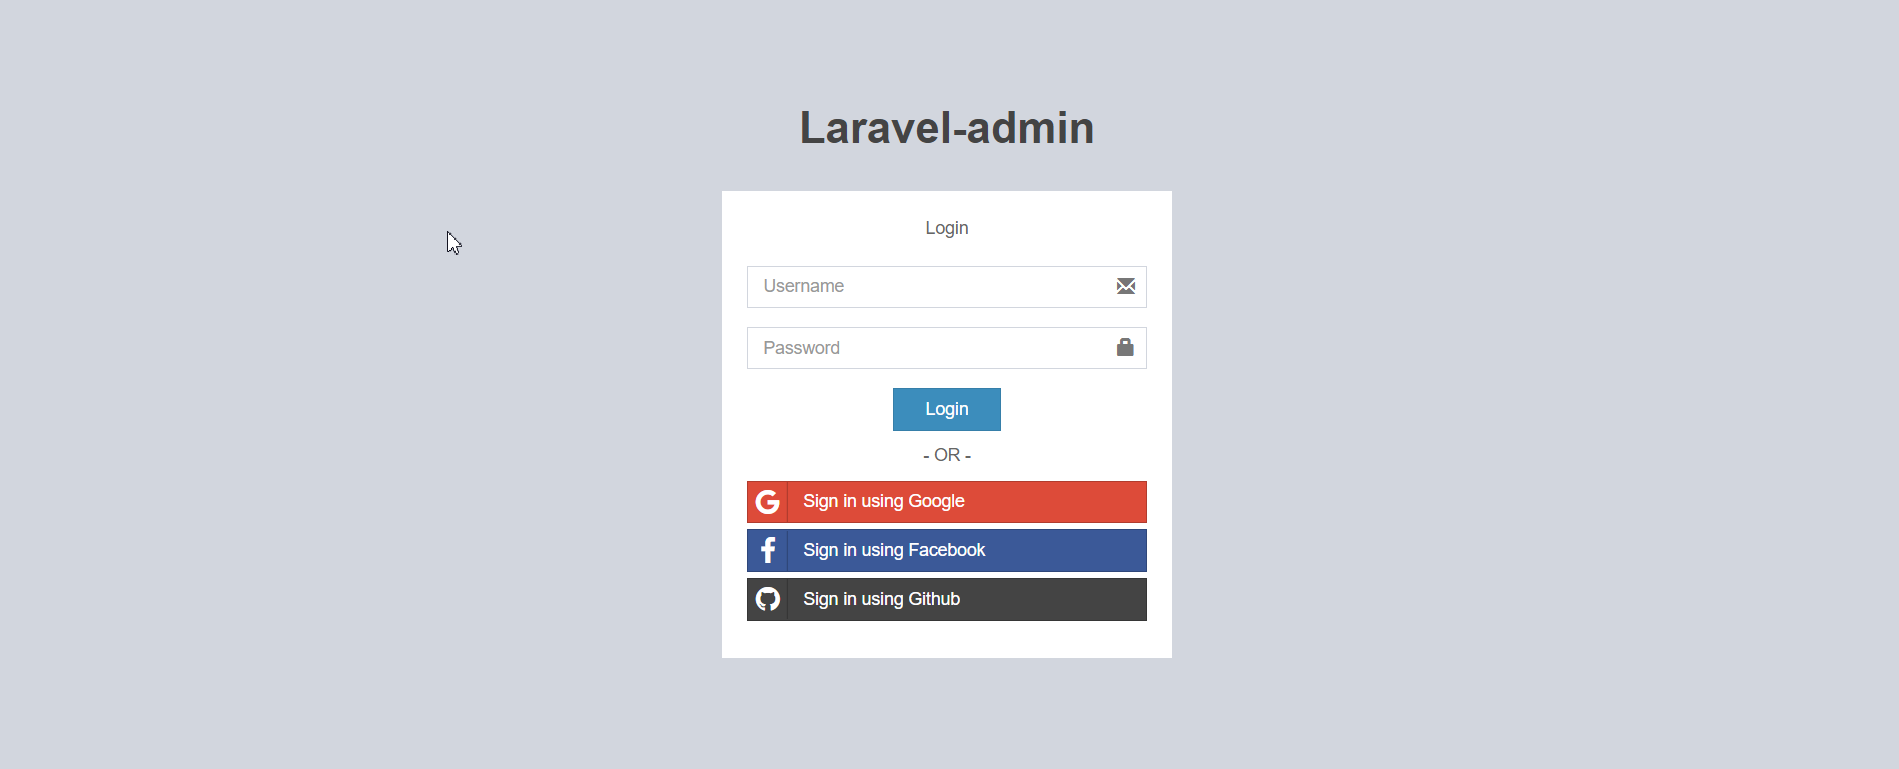 Laravel-admin
Login
Username
Password
Login
- OR -
Sign in using Google
Sign in using Facebook
Sign in using Github